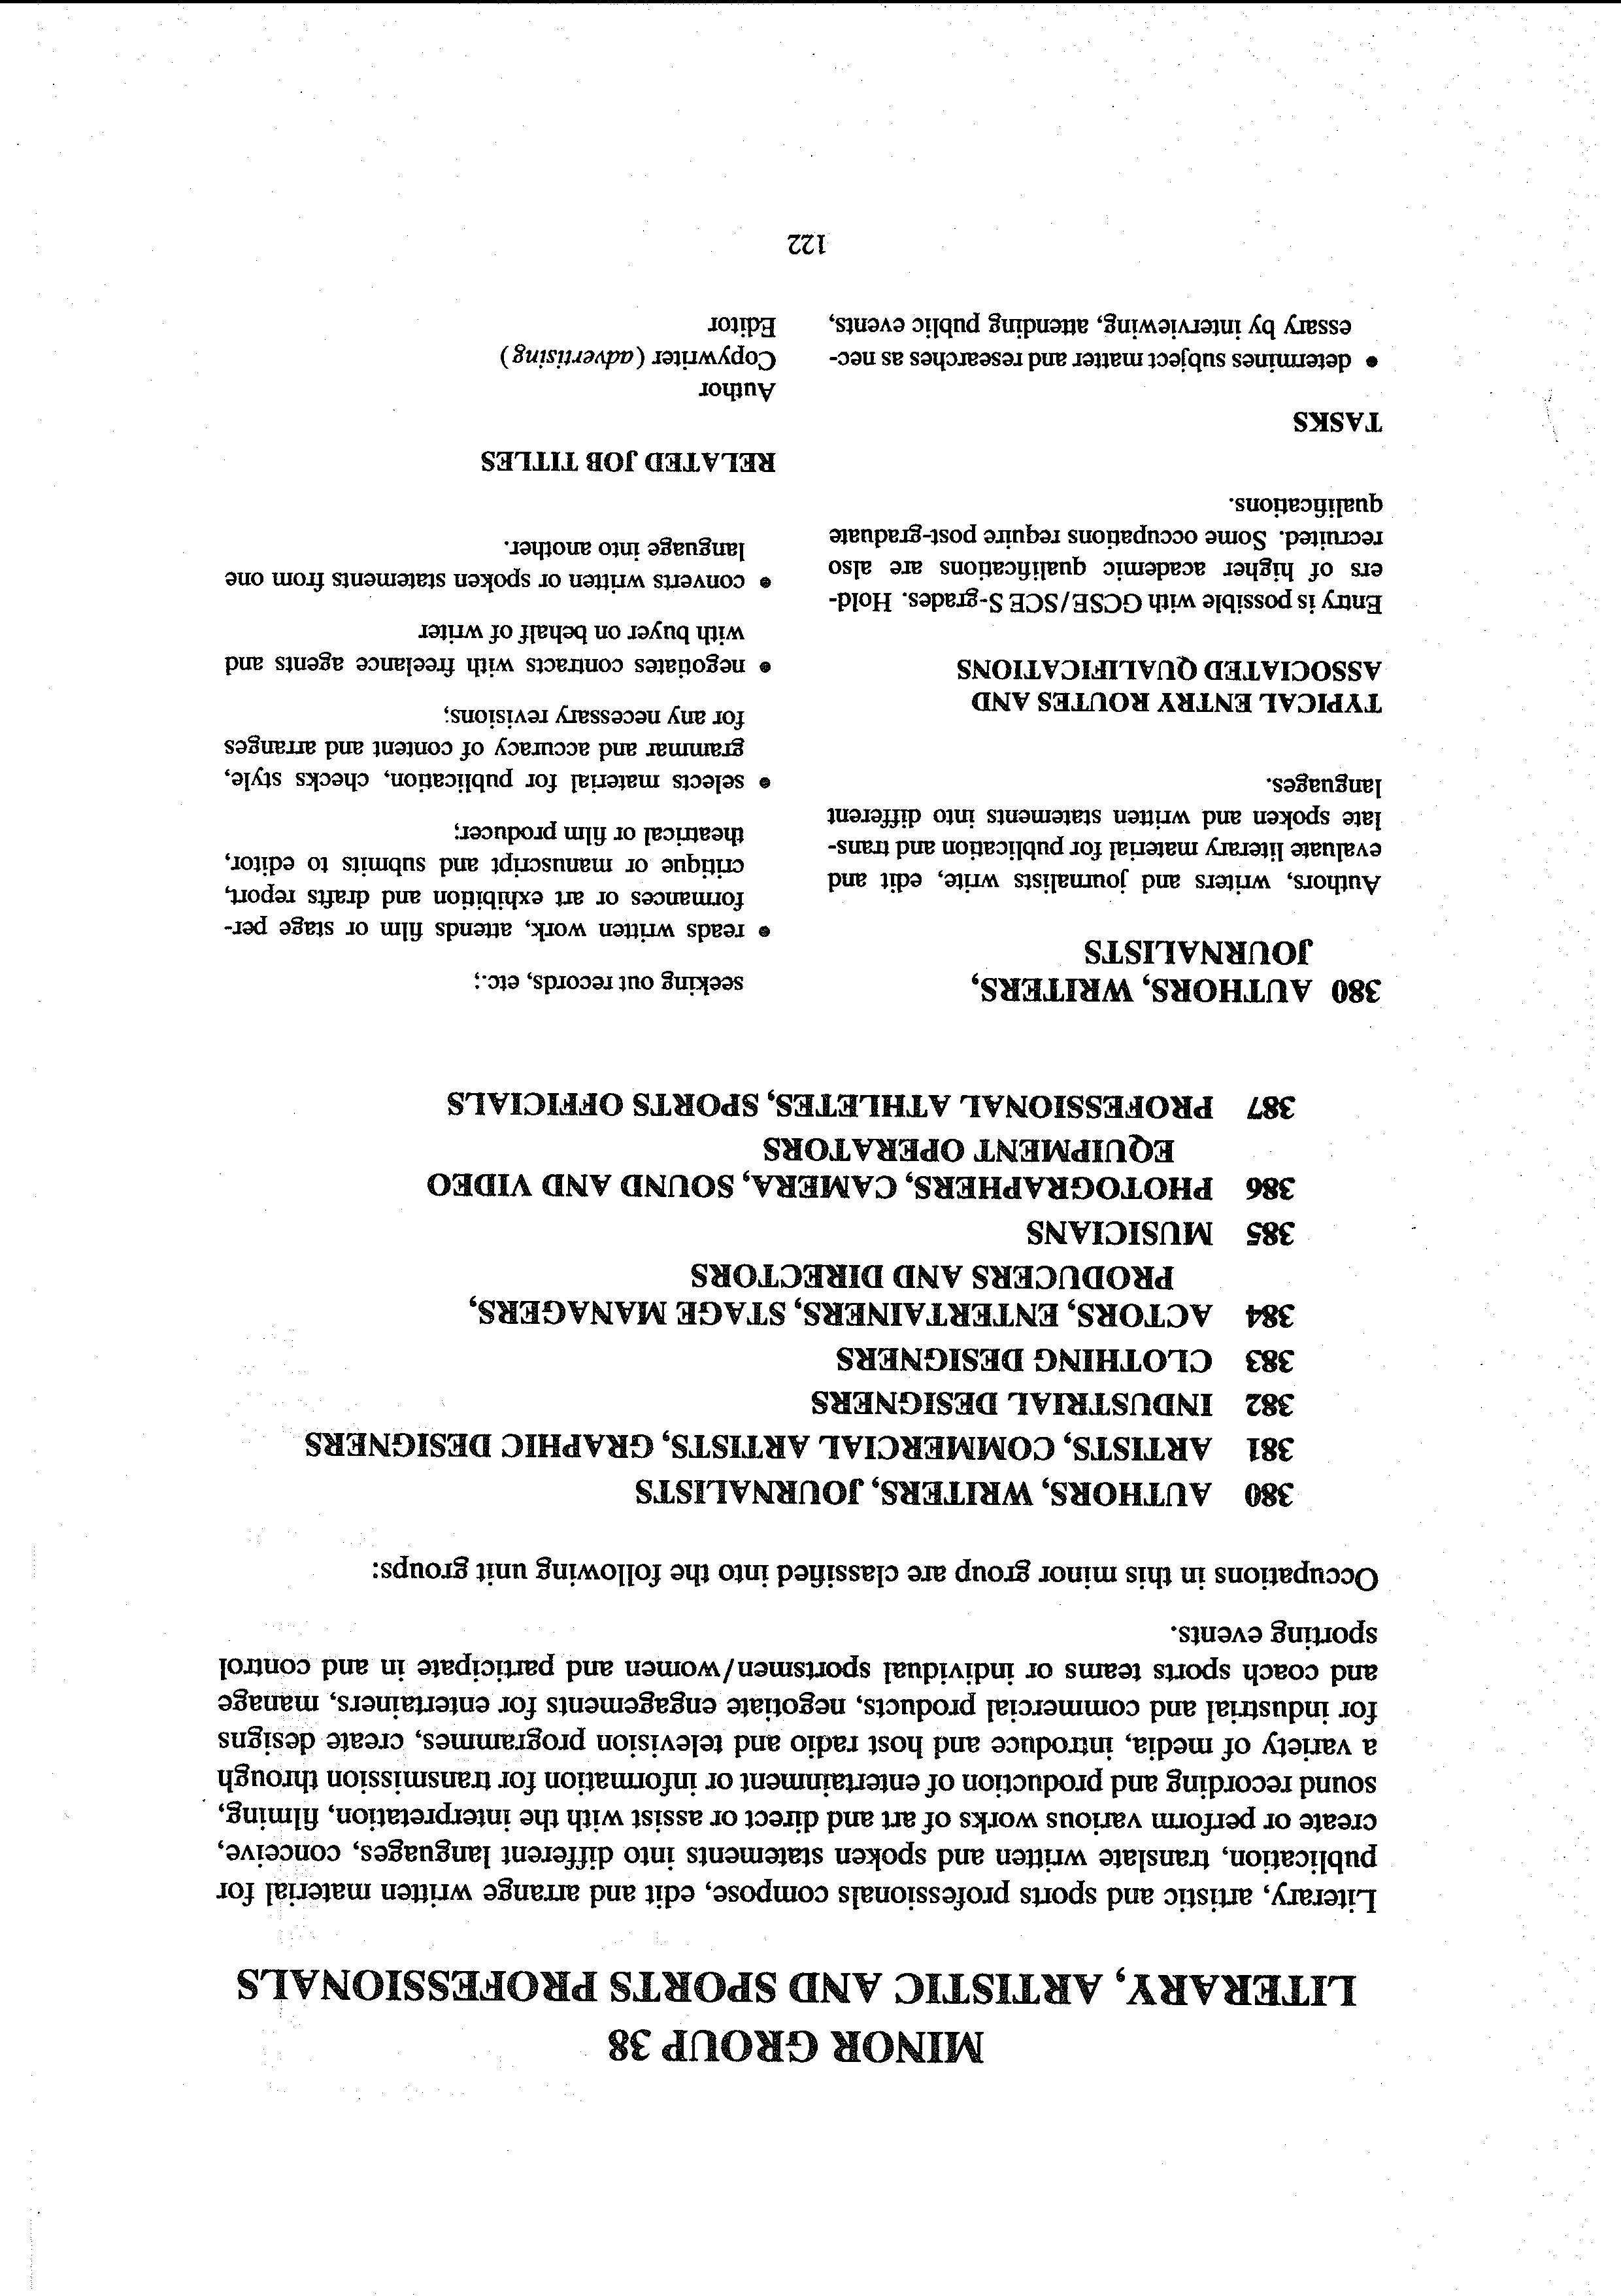 MINOR GROUP 38
LITERARY, ARTISTIC AND SPORTS PROFESSIONALS
Literary, artistic and sports professionals compose, edit and arrange written material for
publication, translate written and spoken statements into different languages, conceive,
create or perform various works of art and direct or assist with the interpretation, filming,
sound recording and production of entertainment or information for transmission through
a variety of media, introduce and host radio and television programmes, create designs
for industrial and commercial products, negotiate engagements for entertainers, manage
and coach sports teams or individual sportsmen/women and participate in and control
sporting events.
Occupations in this minor group are classified into the following unit groups:
380 AUTHORS, WRITERS, JOURNALISTS
381 ARTISTS, COMMERCIAL ARTISTS, GRAPHIC DESIGNERS
382 INDUSTRIAL DESIGNERS
383 CLOTHING DESIGNERS
384 ACTORS, ENTERTAINERS, STAGE MANAGERS,
PRODUCERS AND DIRECTORS
385 MUSICIANS
386 PHOTOGRAPHERS, CAMERA, SOUND AND VIDEO
EQUIPMENT OPERATORS
387 PROFESSIONAL ATHLETES, SPORTS OFFICIALS
380 AUTHORS, WRITERS,
JOURNALISTS
Authors, writers and journalists write, edit and
evaluate literary material for publication and trans-
late spoken and written statements into different
languages.
TYPICAL ENTRY ROUTES AND
ASSOCIATED QUALIFICATIONS
Entry is possible with GCSE/SCE S-grades. Hold-
ers of higher academic qualifications are also
recruited. Some occupations require post-graduate
qualifications.
TASKS
• determines subject matter and researches as nec-
essary by interviewing, attending public events,
seeking out records, etc.;
• reads written work, attends film or stage per-
formances or art exhibition and drafts report,
critique or manuscript and submits to editor,
theatrical or film producer;
• selects material for publication, checks style,
grammar and accuracy of content and arranges
for any necessary revisions;
• negotiates contracts with freelance agents and
with buyer on behalf of writer
• converts written or spoken statements from one
language into another.
RELATED JOB TITLES
Author
Copywriter (advertising)
Editor
122